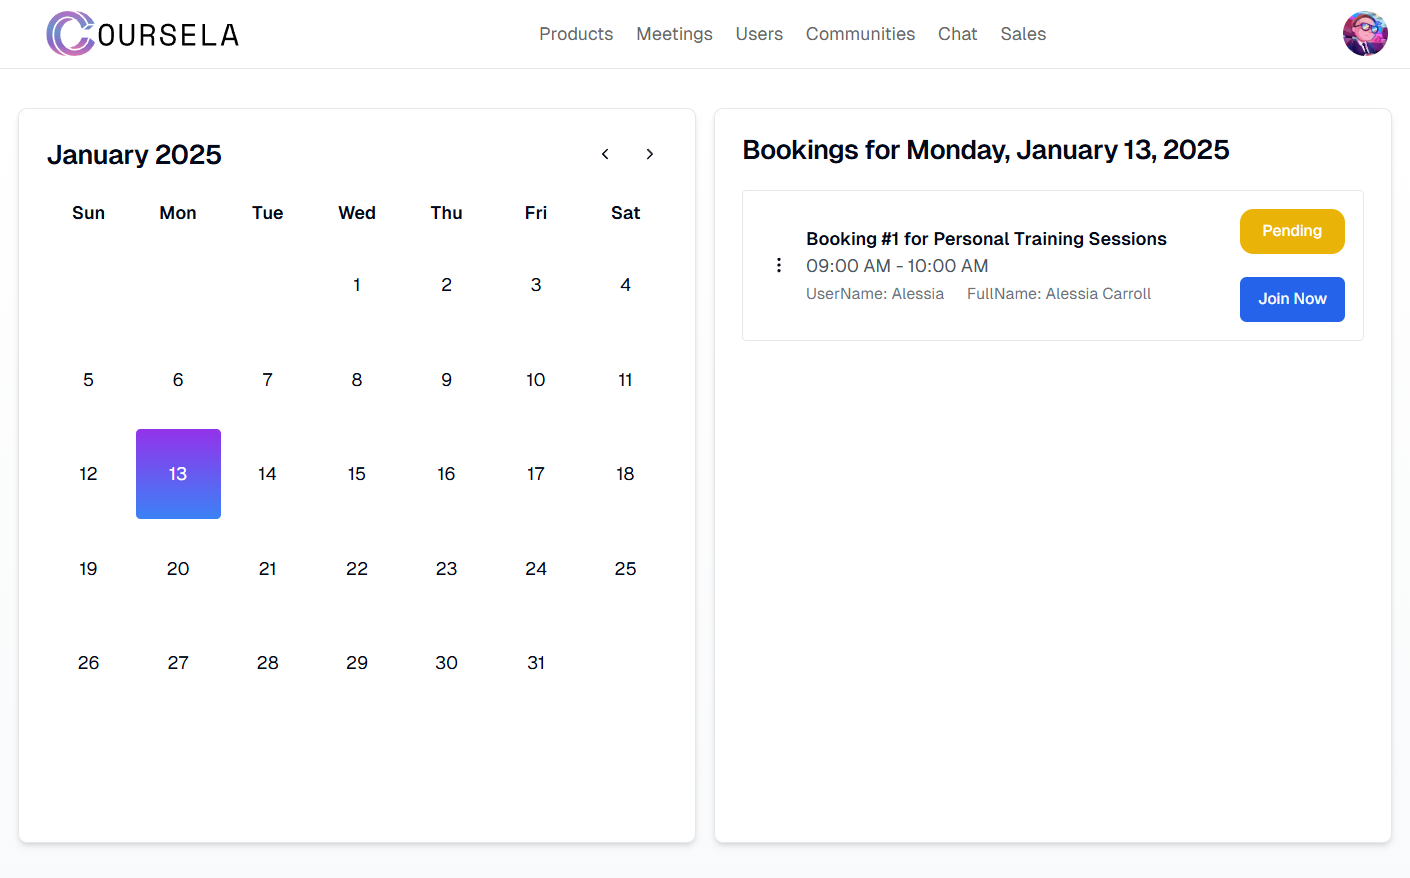 COURSELA
Products Meetings Users Communities Chat Sales
January 2025
Sun Mon Tue Wed Thu Fri Sat
1 2 3 4
5 6 7 8 9 10 11
12 13 14 15 16 17 18
19 20 21 22 23 24 25
26 27 28 29 30 31
Bookings for Monday, January 13, 2025
Booking #1 for Personal Training Sessions
09:00 AM - 10:00 AM
UserName: Alessia FullName: Alessia Carroll
Pending
Join Now